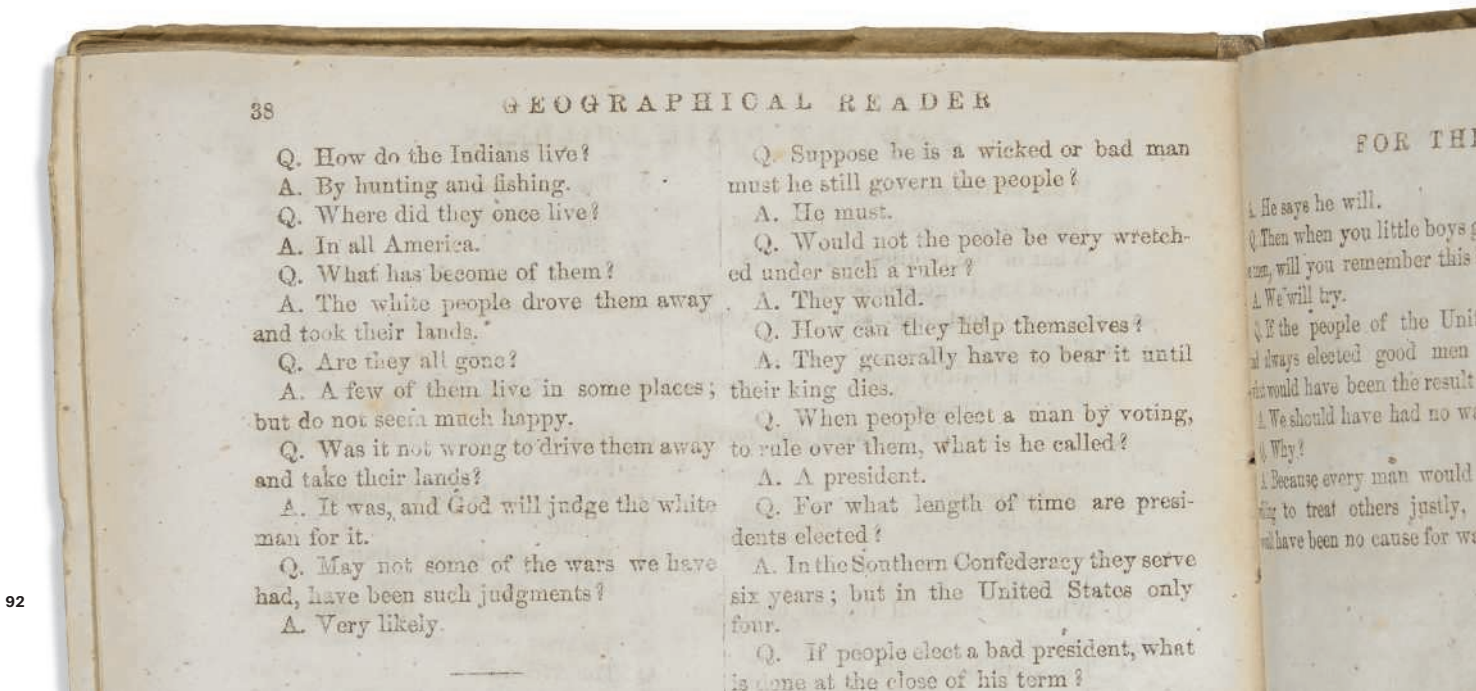 38
GEOGRAPHICAL READER
Q. How do the Indians live?
A. By hunting and fishing.
Q. Where did they once live?
A. In all America.
Q. What has become of them?
A. The white people drove them away
and took their lands.
Q. Are they all gone?
A. A few of them live in some places;
but do not seem much happy.
Q. Was it not wrong to drive them away
and take their lands?
A. It was, and God will judge the white
man for it.
Q. May not some of the wars we have
had, have been such judgments?
A. Very likely.
Q. Suppose he is a wicked or bad man
must he still govern the people?
A. He must.
Q. Would not the peole be very wretch-
ed under such a ruler?
A. They would.
Q. How can they help themselves?
A. They generally have to bear it until
their king dies.
Q. When people elect a man by voting,
to rule over them, what is he called?
A. A president.
Q. For what length of time are presi-
dents elected?
A. In the Southern Confederacy they serve
six years; but in the United States only
four.
Q. If people elect a bad president, what
is done at the close of his term?
FOR THE
A. He says he will.
Q. Then when you little boys g
men, will you remember this
A. We will try.
Q. If the people of the Unit
always elected good men
would have been the result
A. We should have had no wa
Q. Why?
A. Because every man would
to treat others justly,
have been no cause for wa
92